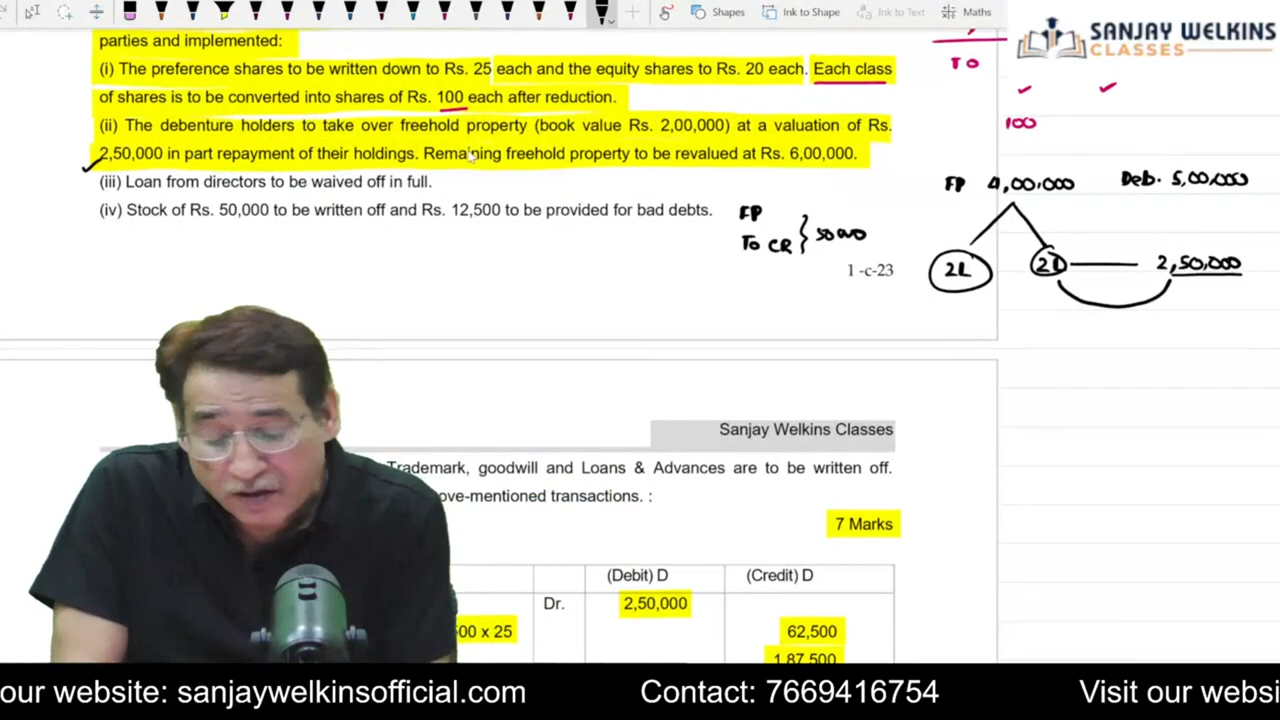 Shapes
Ink to Shape
Ink to Text
Maths
SANJAY WELKINS
CLASSES
parties and implemented:
(i) The preference shares to be written down to Rs. 25 each and the equity shares to Rs. 20 each. Each class
of shares is to be converted into shares of Rs. 100 each after reduction.
(ii) The debenture holders to take over freehold property (book value Rs. 2,00,000) at a valuation of Rs.
2,50,000 in part repayment of their holdings. Remaining freehold property to be revalued at Rs. 6,00,000.
(iii) Loan from directors to be waived off in full.
(iv) Stock of Rs. 50,000 to be written off and Rs. 12,500 to be provided for bad debts.
TO
100
FP 4,00,000 Deb. 5,00,000
2L 2L 2,50,000
FP
To CR
1 -c-23
Sanjay Welkins Classes
Trademark, goodwill and Loans & Advances are to be written off.
ove-mentioned transactions. :
7 Marks
(Debit) D (Credit) D
Dr. 2,50,000
00 x 25 62,500
1,87,500
our website: sanjaywelkinsofficial.com Contact: 7669416754 Visit our websi